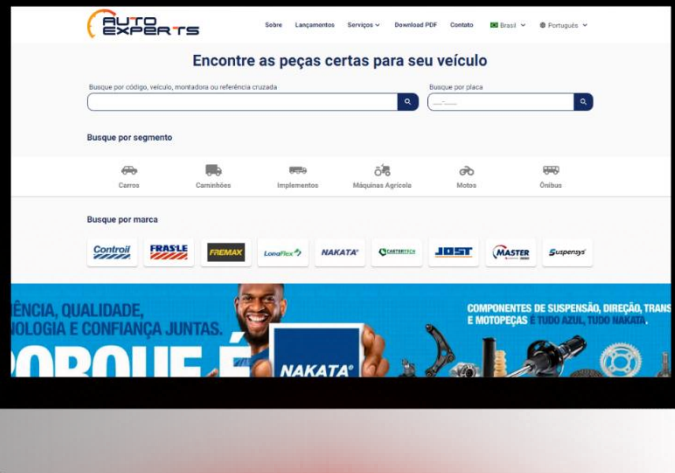 AUTO
EXPERTS
Sobre Lançamentos Serviços Download PDF Contato Brasil Português
Encontre as peças certas para seu veículo
Busque por código, veículo, montadora ou referência cruzada
Busque por placa
Busque por segmento
Carros Caminhões Implementos Máquinas Agrícola Motos Ônibus
Busque por marca
Controil FRAS-LE FREMAX LonaFlex NAKATA JOST MASTER Suspensys
ÊNCIA, QUALIDADE,
NOLOGIA E CONFIANÇA JUNTAS.
PORQUE É
NAKATA
COMPONENTES DE SUSPENSÃO, DIREÇÃO, TRANS
E MOTOPEÇAS É TUDO AZUL, TUDO NAKATA.